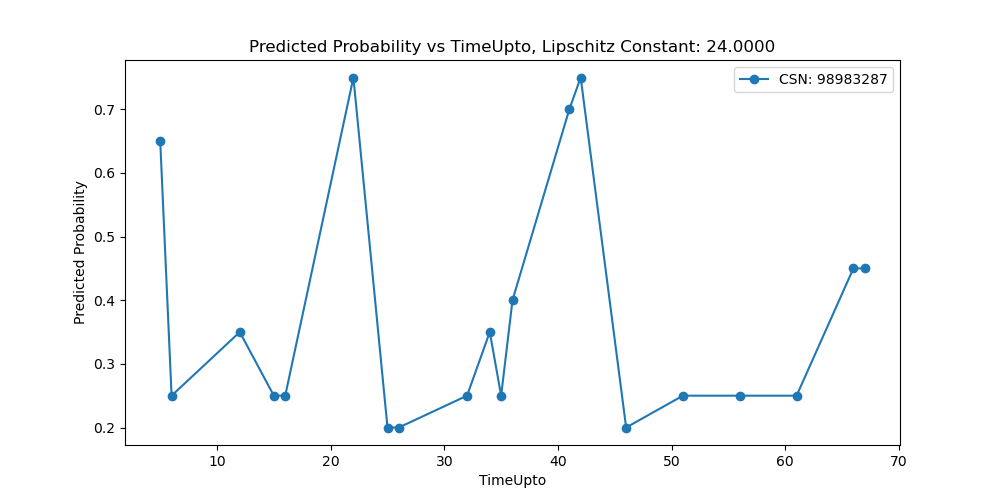 Predicted Probability vs TimeUpto, Lipschitz Constant: 24.0000
CSN: 98983287
Predicted Probability
0.7
0.6
0.5
0.4
0.3
0.2
10 20 30 40 50 60 70
TimeUpto